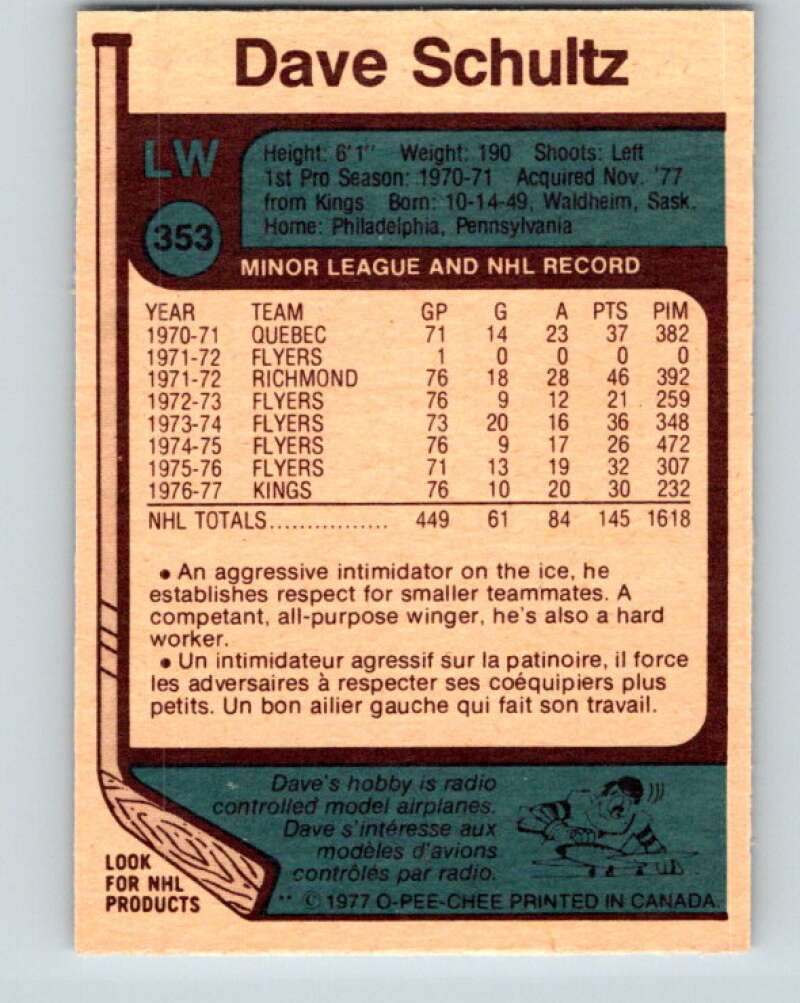 Dave Schultz
LW
353
Height: 6'1" Weight: 190 Shoots: Left
1st Pro Season: 1970-71 Acquired Nov. '77
from Kings Born: 10-14-49, Waldheim, Sask.
Home: Philadelphia, Pennsylvania
MINOR LEAGUE AND NHL RECORD
YEAR TEAM GP G A PTS PIM
1970-71 QUEBEC 71 14 23 37 382
1971-72 FLYERS 1 0 0 0 0
1971-72 RICHMOND 76 18 28 46 392
1972-73 FLYERS 76 9 12 21 259
1973-74 FLYERS 73 20 16 36 348
1974-75 FLYERS 76 9 17 26 472
1975-76 FLYERS 71 13 19 32 307
1976-77 KINGS 76 10 20 30 232
NHL TOTALS................ 449 61 84 145 1618
• An aggressive intimidator on the ice, he
establishes respect for smaller teammates. A
competant, all-purpose winger, he's also a hard
worker.
• Un intimidateur agressif sur la patinoire, il force
les adversaires à respecter ses coéquipiers plus
petits. Un bon ailier gauche qui fait son travail.
Dave's hobby is radio
controlled model airplanes.
Dave s'intéresse aux
modèles d'avions
contrôlés par radio.
LOOK
FOR NHL
PRODUCTS
** © 1977 O-PEE-CHEE PRINTED IN CANADA.